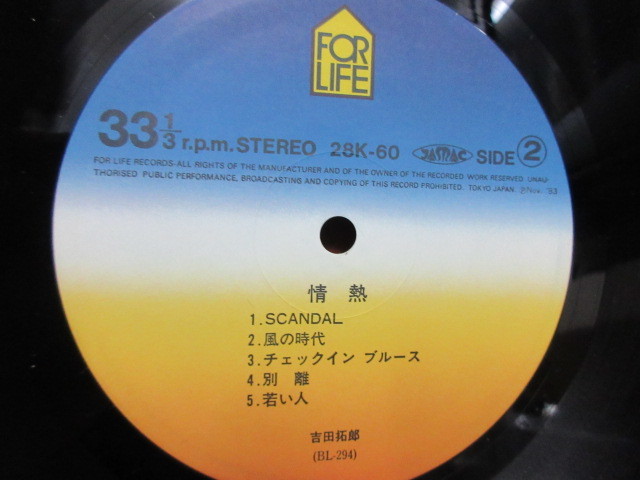 FOR
LIFE
33 1/3 r.p.m. STEREO 28K-60 SIDE 2
FOR LIFE RECORDS-ALL RIGHTS OF THE MANUFACTURER AND OF THE OWNER OF THE RECORDED WORK RESERVED. UNAU-
THORISED PUBLIC PERFORMANCE, BROADCASTING AND COPYING OF THIS RECORD PROHIBITED. TOKYO JAPAN.
情熱
1. SCANDAL
2. 風の時代
3. チェックイン ブルース
4. 別 離
5. 若い人
吉田拓郎
(BL-294)